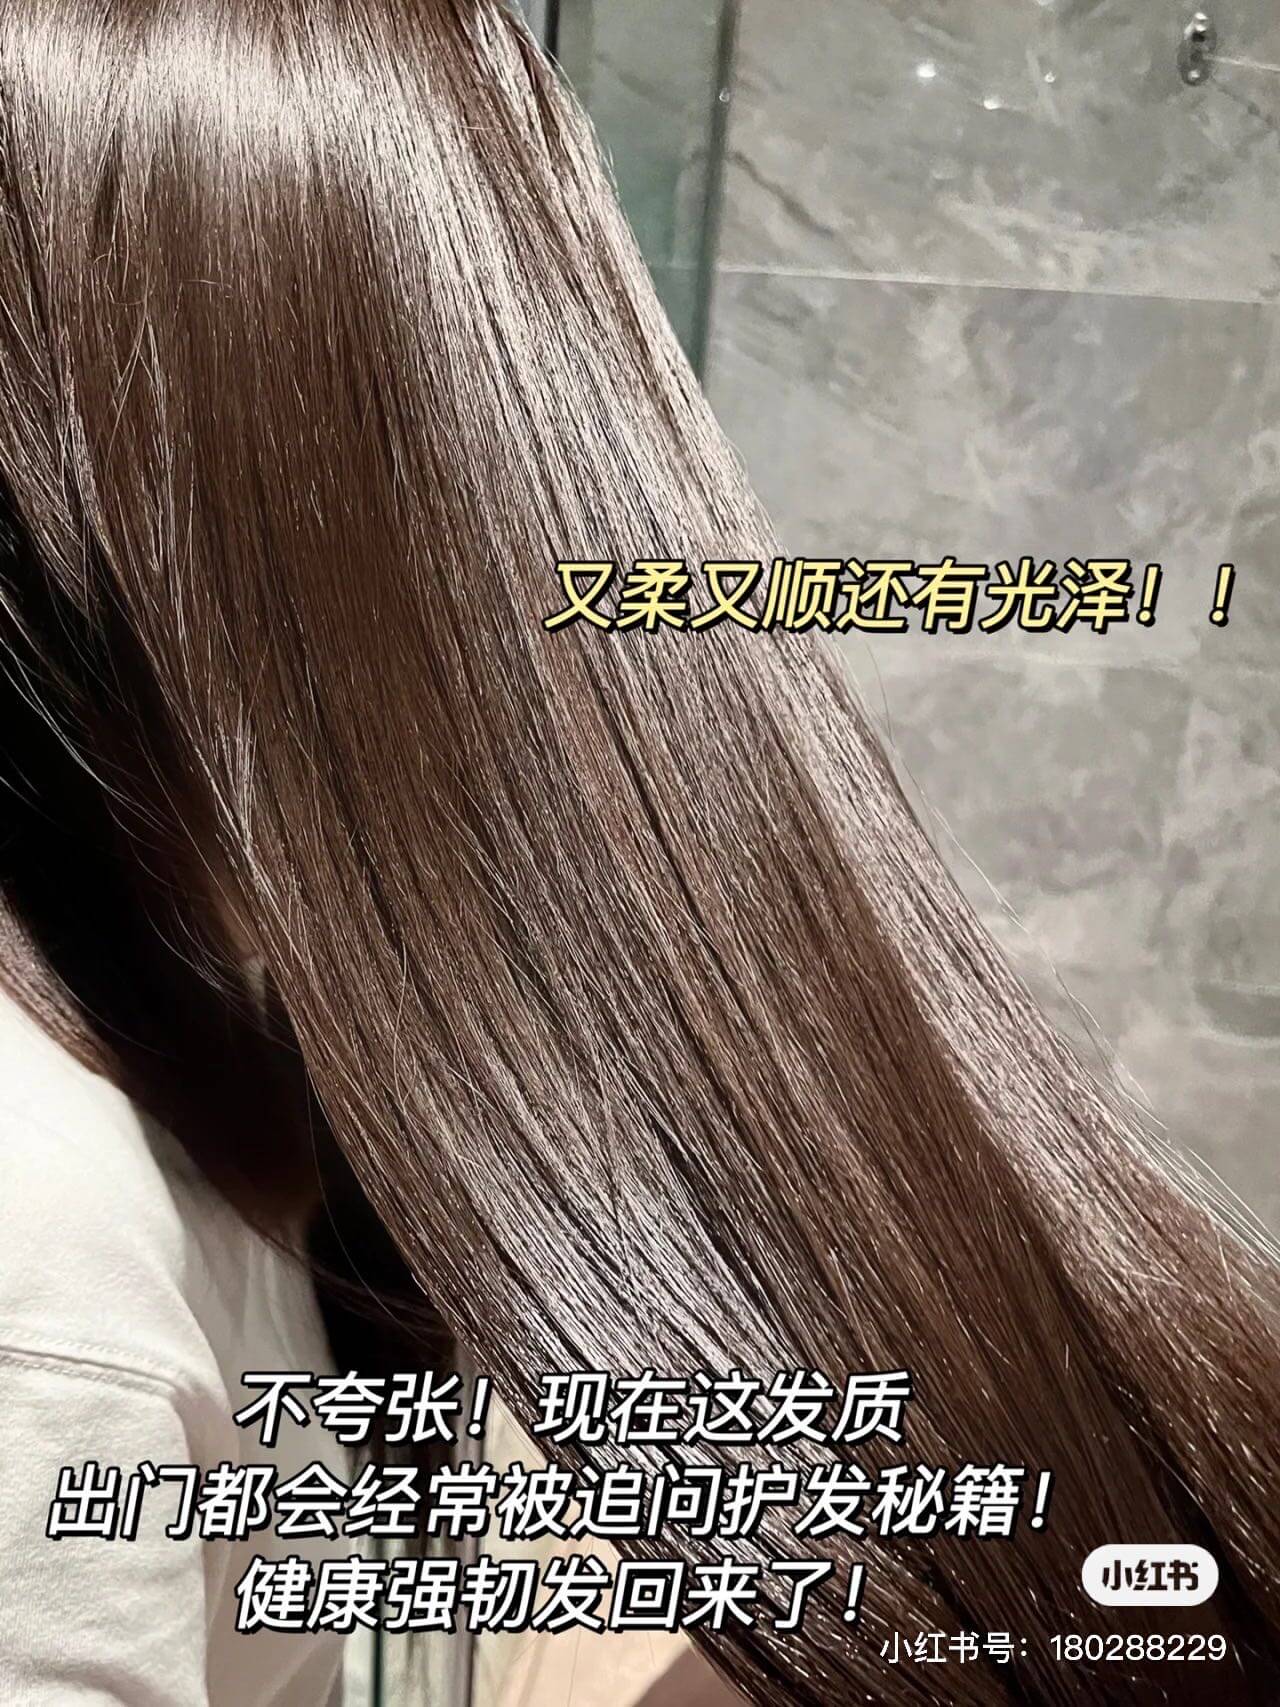 又柔又顺还有光泽！！
不夸张！现在这发质
出门都会经常被追问护发秘籍！
健康强韧发回来了！
小红书
小红书号：180288229